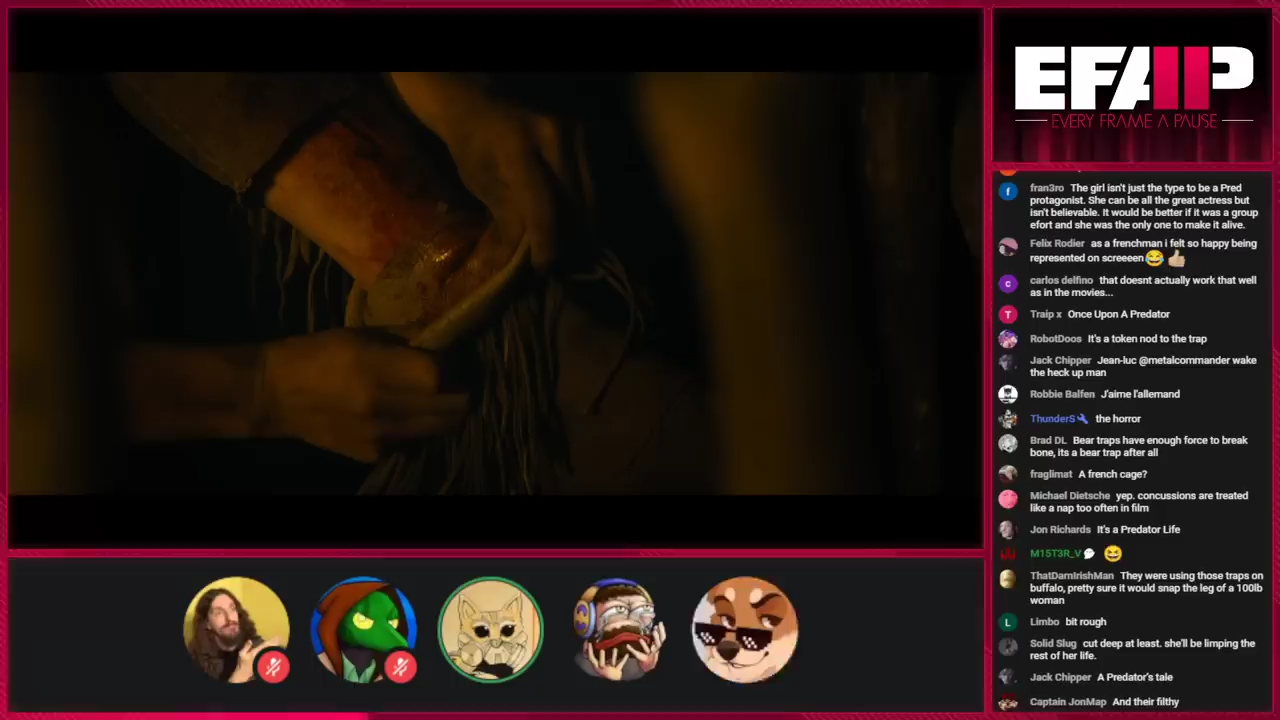 EFAP
EVERY FRAME A PAUSE
fran3ro The girl isn't just the type to be a Pred
protagonist. She can be all the great actress but
isn't believable. It would be better if it was a group
efort and she was the only one to make it alive.
Felix Rodier as a frenchman i felt so happy being
represented on screeeen😂👍🏼
carlos delfino that doesnt actually work that well
as in the movies...
Traip x Once Upon A Predator
RobotDoos It's a token nod to the trap
Jack Chipper Jean-luc @metalcommander wake
the heck up man
Robbie Balfen J'aime l'allemand
ThunderS the horror
Brad DL Bear traps have enough force to break
bone, its a bear trap after all
fraglimat A french cage?
Michael Dietsche yep. concussions are treated
like a nap too often in film
Jon Richards It's a Predator Life
M15T3R_V 😆
ThatDarnIrishMan They were using those traps on
buffalo, pretty sure it would snap the leg of a 100lb
woman
Limbo bit rough
Solid Slug cut deep at least. she'll be limping the
rest of her life.
Jack Chipper A Predator's tale
Captain JonMap And their filthy
f
c
T
L